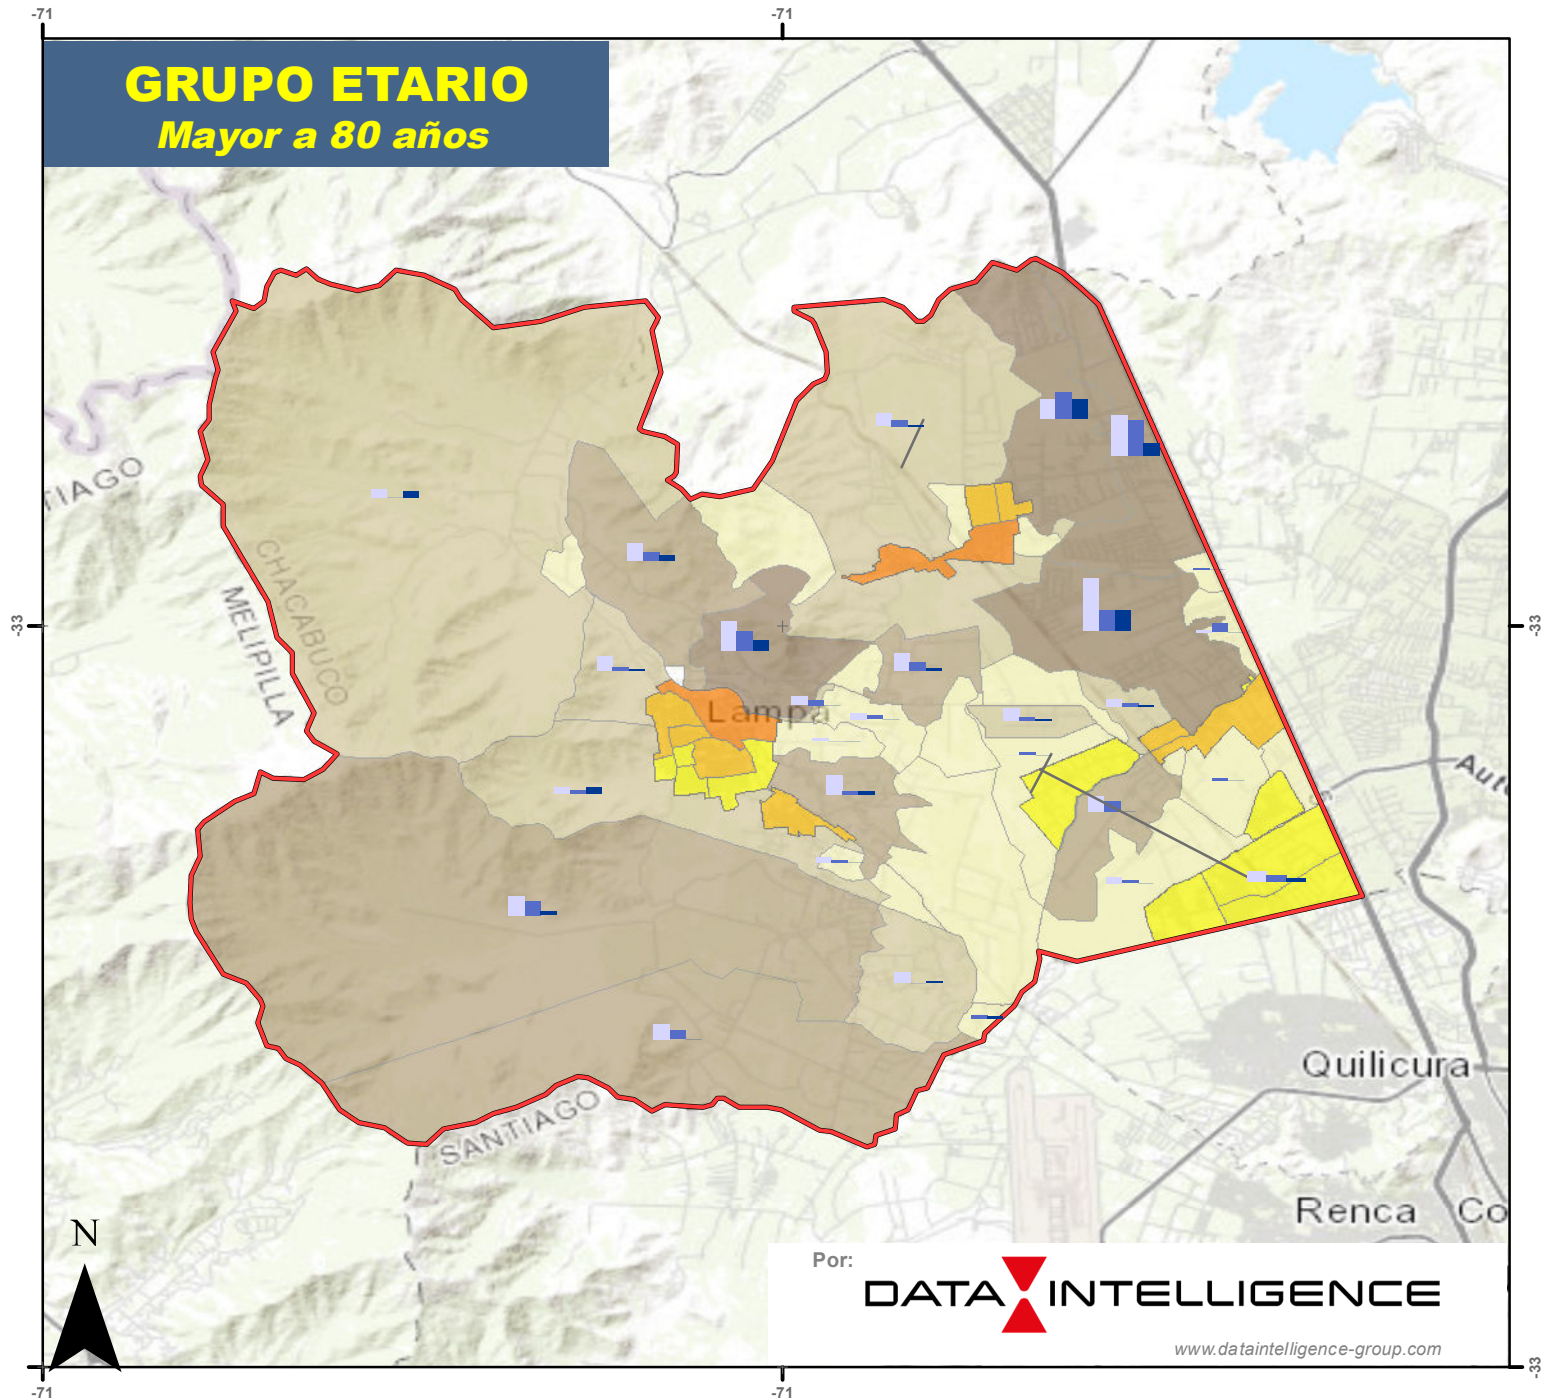 -71
-71
GRUPO ETARIO
Mayor a 80 años
TIAGO
CHACABUCO
MELIPILLA
-33
-33
Lampa
Auto
SANTIAGO
Quilicura
Renca
Co
N
Por:
DATA INTELLIGENCE
www.dataintelligence-group.com
-33
-71
-71